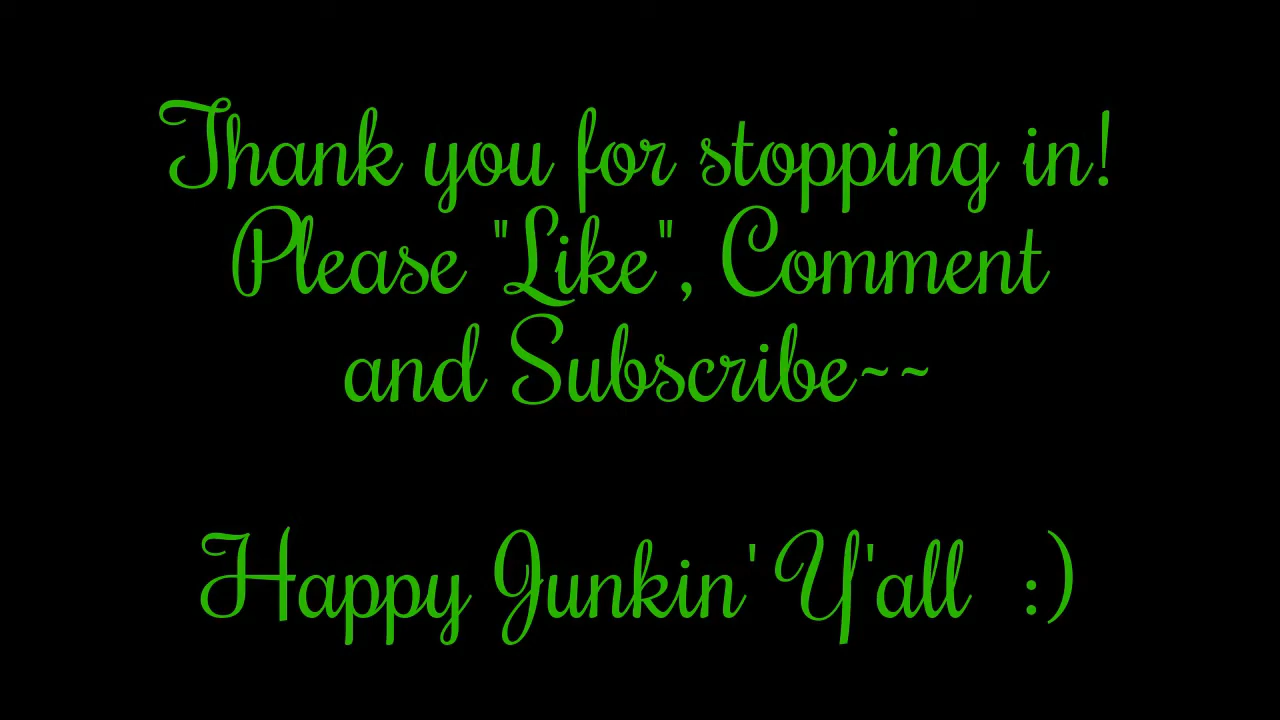 Thank you for stopping in!
Please "Like", Comment
and Subscribe~~
Happy Junkin' Y'all :)